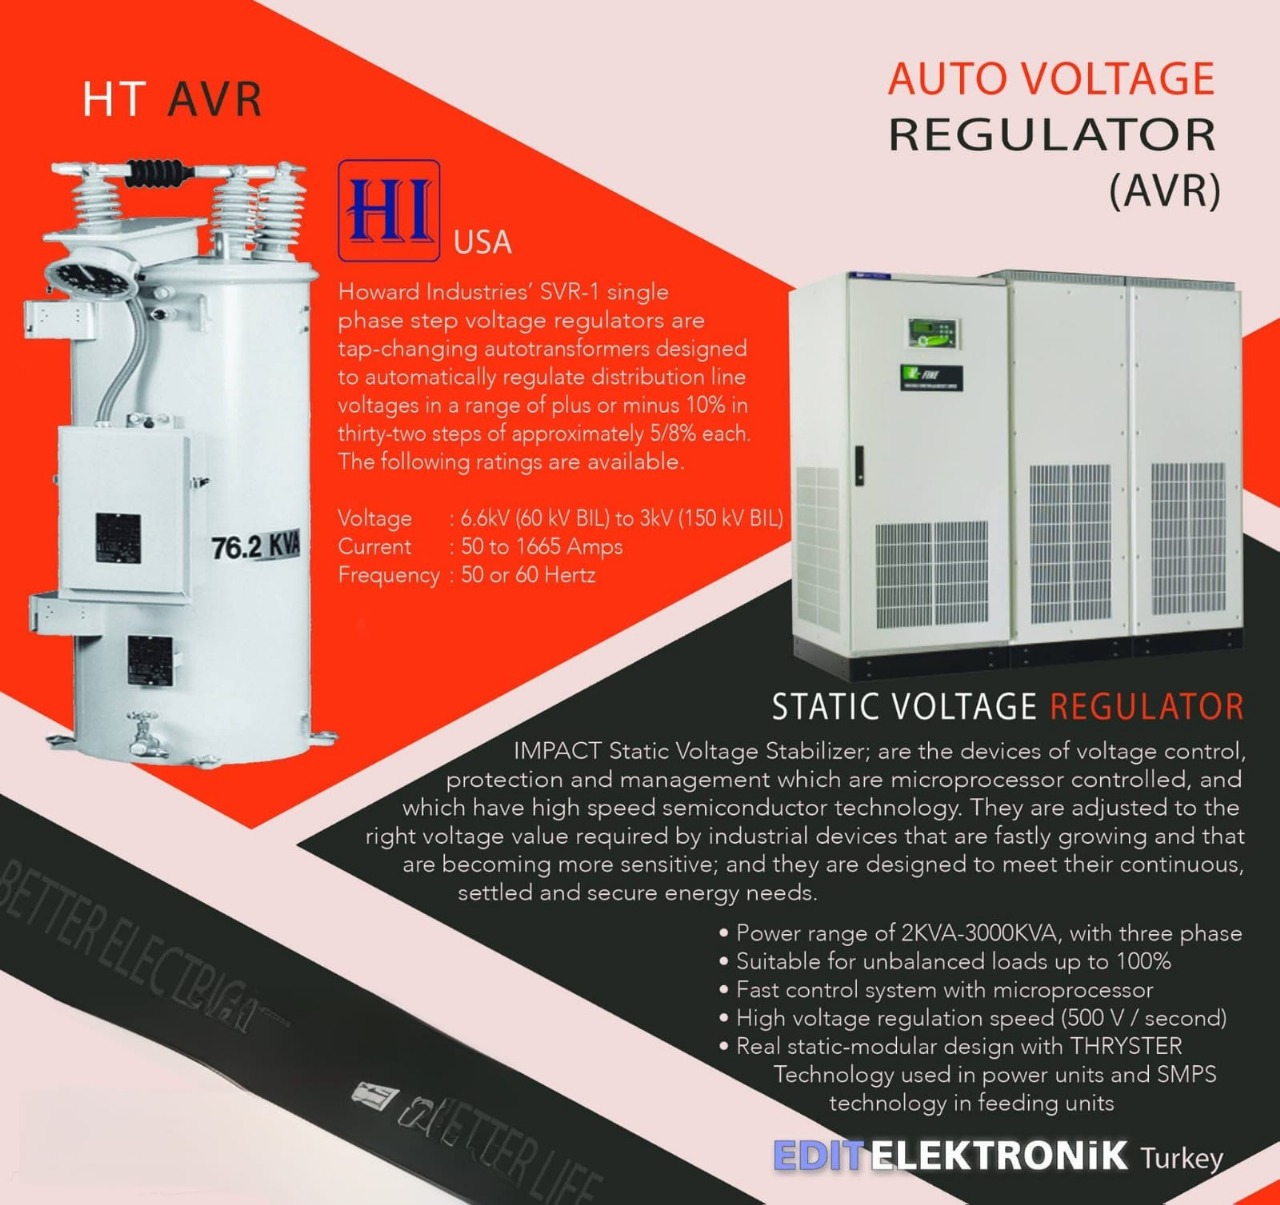 HT AVR
AUTO VOLTAGE
REGULATOR
(AVR)
HI
USA
Howard Industries' SVR-1 single
phase step voltage regulators are
tap-changing autotransformers designed
to automatically regulate distribution line
voltages in a range of plus or minus 10% in
thirty-two steps of approximately 5/8% each.
The following ratings are available.
Voltage : 6.6kV (60 kV BIL) to 3kV (150 kV BIL)
Current : 50 to 1665 Amps
Frequency : 50 or 60 Hertz
76.2 KVA
FINE
STATIC VOLTAGE REGULATOR
IMPACT Static Voltage Stabilizer; are the devices of voltage control,
protection and management which are microprocessor controlled, and
which have high speed semiconductor technology. They are adjusted to the
right voltage value required by industrial devices that are fastly growing and that
are becoming more sensitive; and they are designed to meet their continuous,
settled and secure energy needs.
• Power range of 2KVA-3000KVA, with three phase
• Suitable for unbalanced loads up to 100%
• Fast control system with microprocessor
• High voltage regulation speed (500 V / second)
• Real static-modular design with THRYSTER
Technology used in power units and SMPS
technology in feeding units
EDIT ELEKTRONiK Turkey
BETTER
LIFE